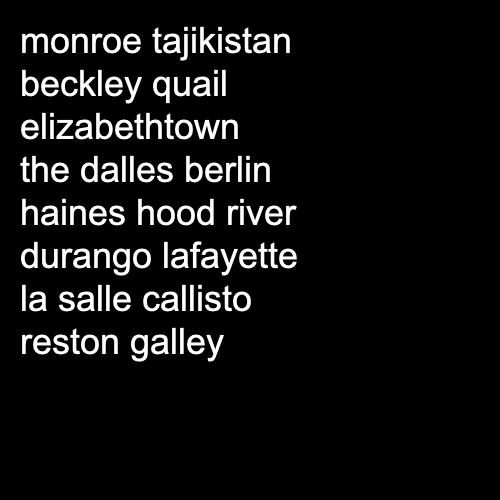 monroe tajikistan
beckley quail
elizabethtown
the dalles berlin
haines hood river
durango lafayette
la salle callisto
reston galley